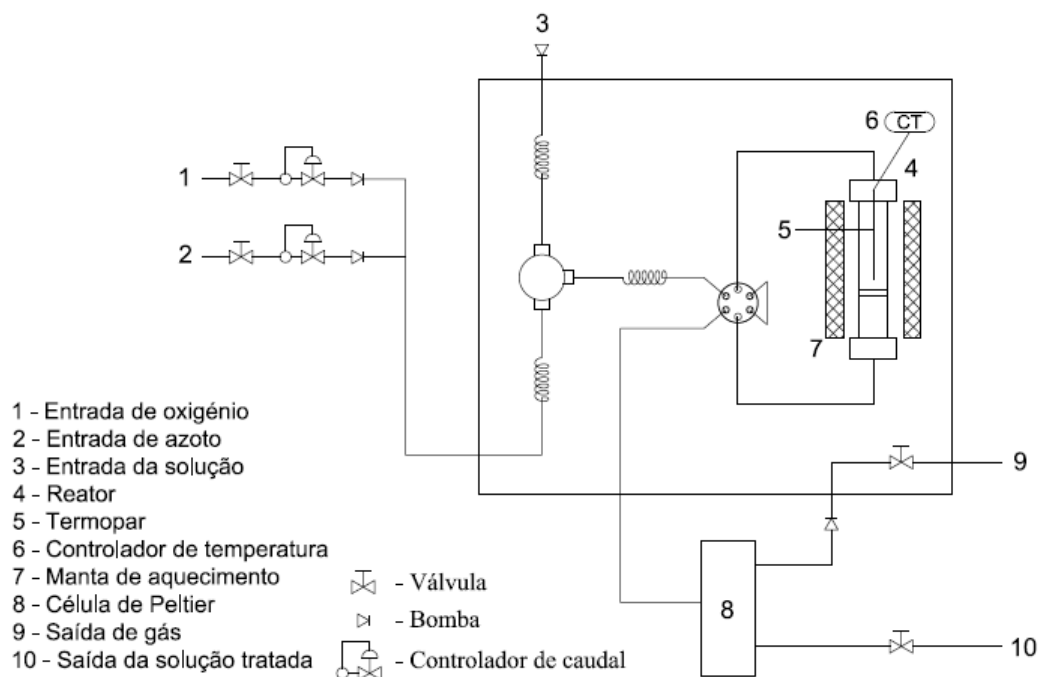 3
6 CT
4
1
5
2
7
1 - Entrada de oxigénio
2 - Entrada de azoto
3 - Entrada da solução
4 - Reator
5 - Termopar
6 - Controlador de temperatura
7 - Manta de aquecimento
8 - Célula de Peltier
9 - Saída de gás
10 - Saída da solução tratada
- Válvula
- Bomba
- Controlador de caudal
9
8
10